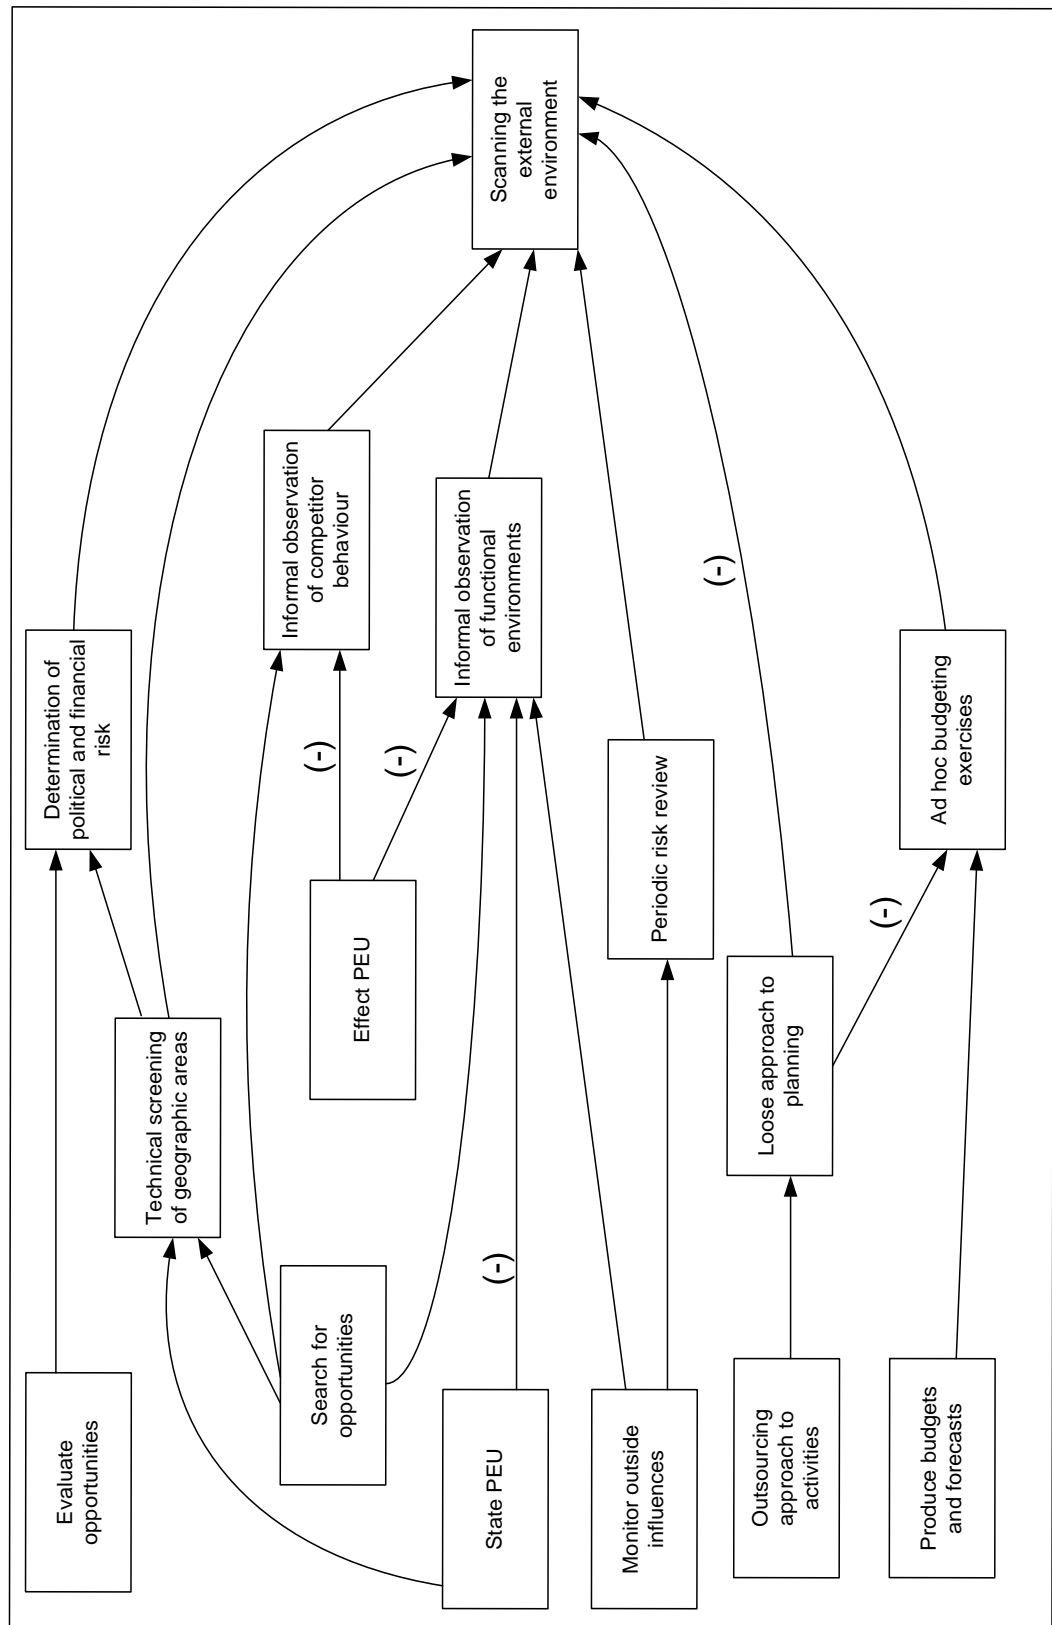 Scanning the
external
environment
Informal observation
of competitor
behaviour
Informal observation
of functional
environments
Determination of
political and financial
risk
(-)
(-)
(-)
Periodic risk review
Ad hoc budgeting
exercises
Effect PEU
(-)
Technical screening
of geographic areas
Loose approach to
planning
(-)
Search for
opportunities
Evaluate
opportunities
State PEU
Monitor outside
influences
Outsourcing
approach to
activities
Produce budgets
and forecasts